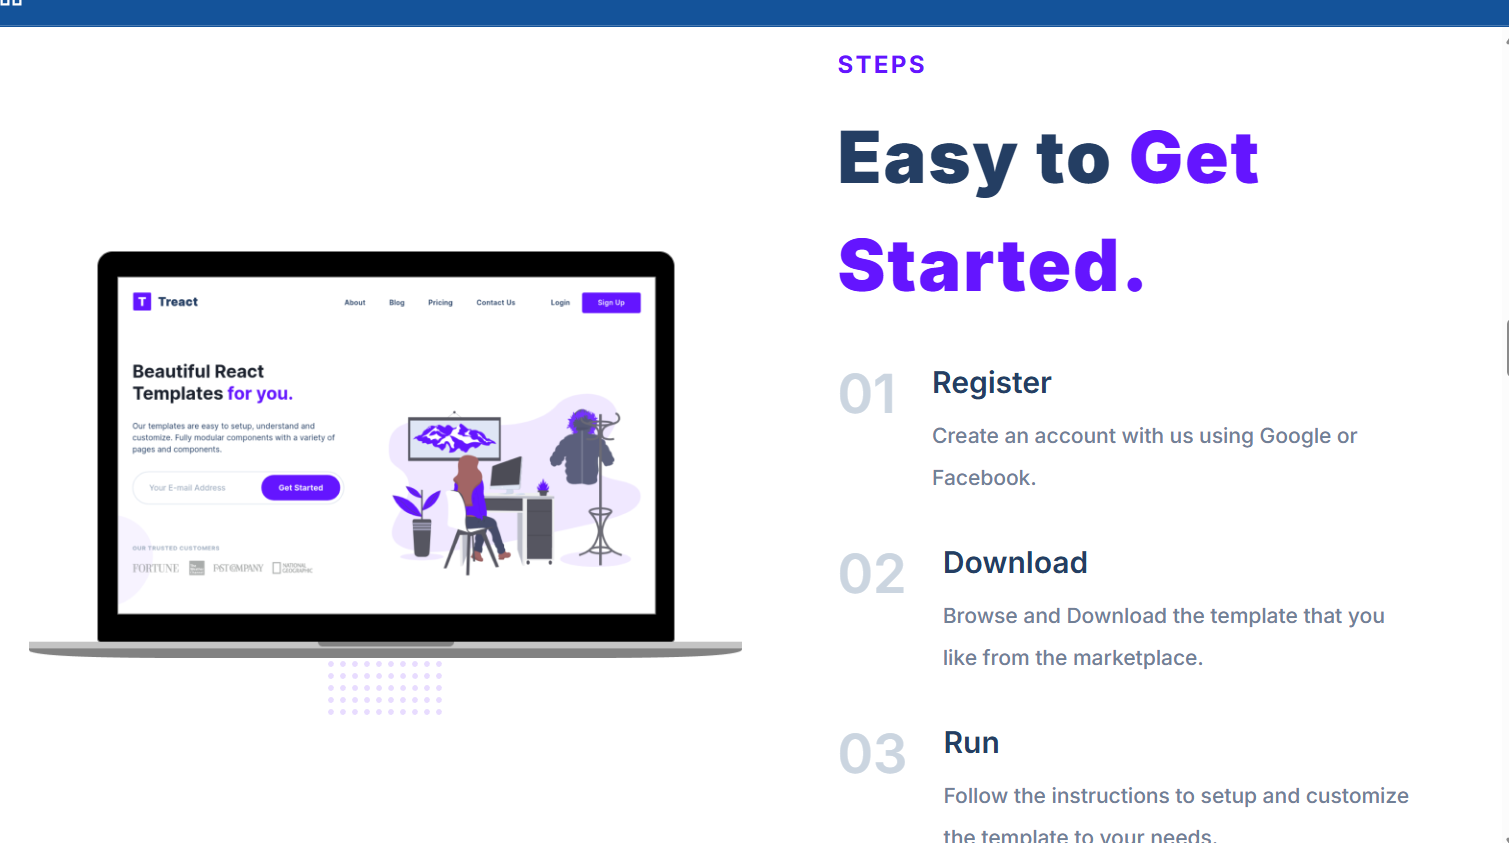 STEPS
Easy to Get
Started.
01 Register
Create an account with us using Google or
Facebook.
02 Download
Browse and Download the template that you
like from the marketplace.
03 Run
Follow the instructions to setup and customize
the template to your needs.
T Treact
About Blog Pricing Contact Us Login Sign Up
Beautiful React
Templates for you.
Our templates are easy to setup, understand and
customize. Fully modular components with a variety of
pages and components.
Your E-mail Address Get Started
OUR TRUSTED CUSTOMERS
FORTUNE
NATIONAL
GEOGRAPHIC